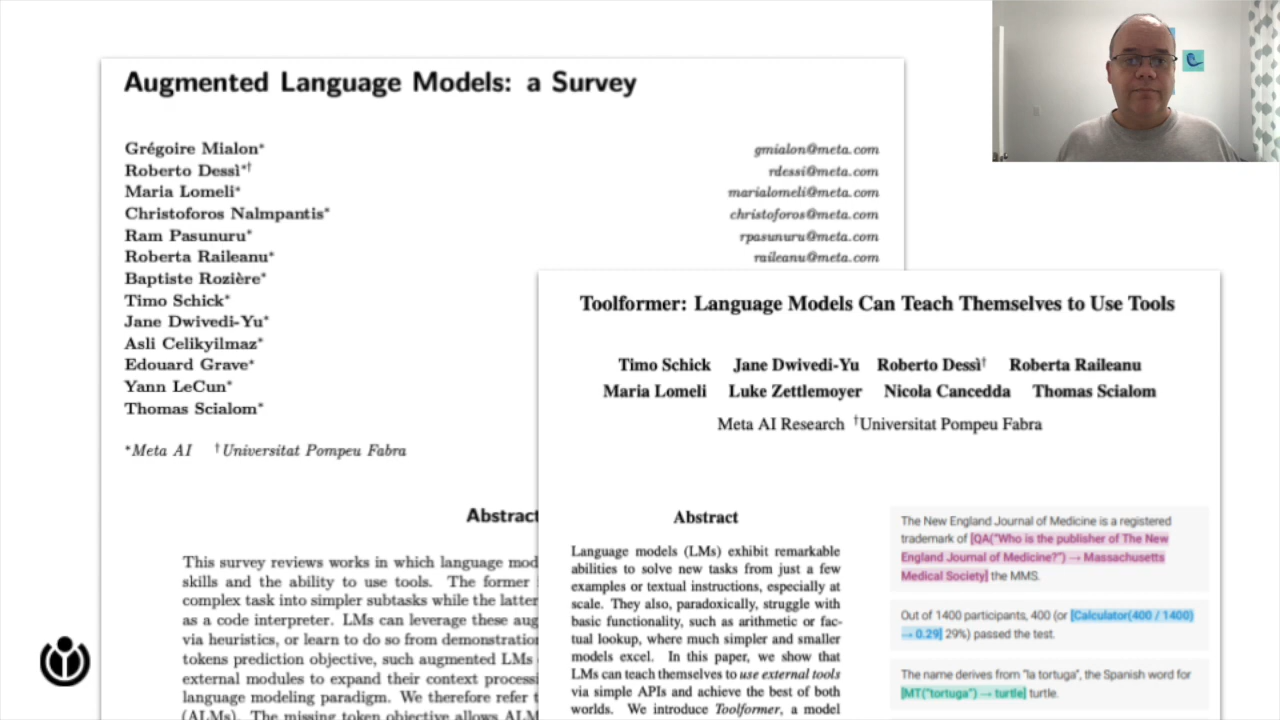 Augmented Language Models: a Survey
Grégoire Mialon*
gmialon@meta.com
Roberto Dessì*†
rdessi@meta.com
Maria Lomeli*
marialomeli@meta.com
Christoforos Nalmpantis*
christoforos@meta.com
Ram Pasunuru*
rpasunuru@meta.com
Roberta Raileanu*
raileanu@meta.com
Baptiste Rozière*
Timo Schick*
Jane Dwivedi-Yu*
Asli Celikyilmaz*
Edouard Grave*
Yann LeCun*
Thomas Scialom*
*Meta AI †Universitat Pompeu Fabra
Abstract
This survey reviews works in which language mod
skills and the ability to use tools. The former
complex task into simpler subtasks while the latter
as a code interpreter. LMs can leverage these aug
via heuristics, or learn to do so from demonstration
tokens prediction objective, such augmented LMs
external modules to expand their context processi
language modeling paradigm. We therefore refer t
(ALMs). The missing token objective allows ALM
Toolformer: Language Models Can Teach Themselves to Use Tools
Timo Schick Jane Dwivedi-Yu Roberto Dessì† Roberta Raileanu
Maria Lomeli Luke Zettlemoyer Nicola Cancedda Thomas Scialom
Meta AI Research †Universitat Pompeu Fabra
Abstract
Language models (LMs) exhibit remarkable
abilities to solve new tasks from just a few
examples or textual instructions, especially at
scale. They also, paradoxically, struggle with
basic functionality, such as arithmetic or fac-
tual lookup, where much simpler and smaller
models excel. In this paper, we show that
LMs can teach themselves to use external tools
via simple APIs and achieve the best of both
worlds. We introduce Toolformer, a model
The New England Journal of Medicine is a registered
trademark of [QA("Who is the publisher of The New
England Journal of Medicine?") → Massachusetts
Medical Society] the MMS.
Out of 1400 participants, 400 (or [Calculator(400 / 1400)
→ 0.29] 29%) passed the test.
The name derives from "la tortuga", the Spanish word for
[MT("tortuga") → turtle] turtle.